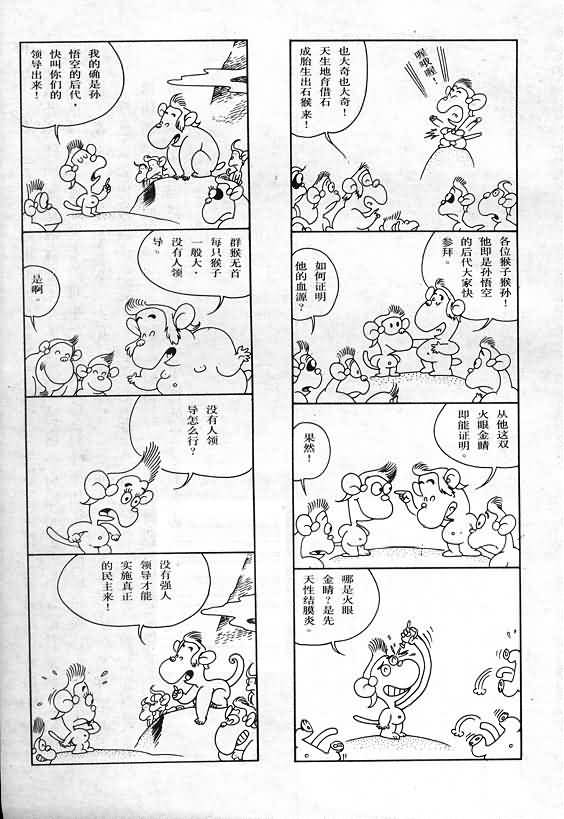 喔哦喔！
也大奇也大奇！
天生地育借石
成胎生出石猴来！
各位猴子猴孙！
他即是孙悟空
的后代大家快
参拜。
如何证明
他的血源？
从他这双
火眼金睛
即能证明。
果然！
哪是火眼
金睛？是先
天性结膜炎。
我的确是孙
悟空的后代，
快叫你们的
领导出来！
群猴无首
每只猴子
一般大，
没有人领
导。
是啊。
没有人领
导怎么行？
没有强人
领导才能
实施真正
的民主来！